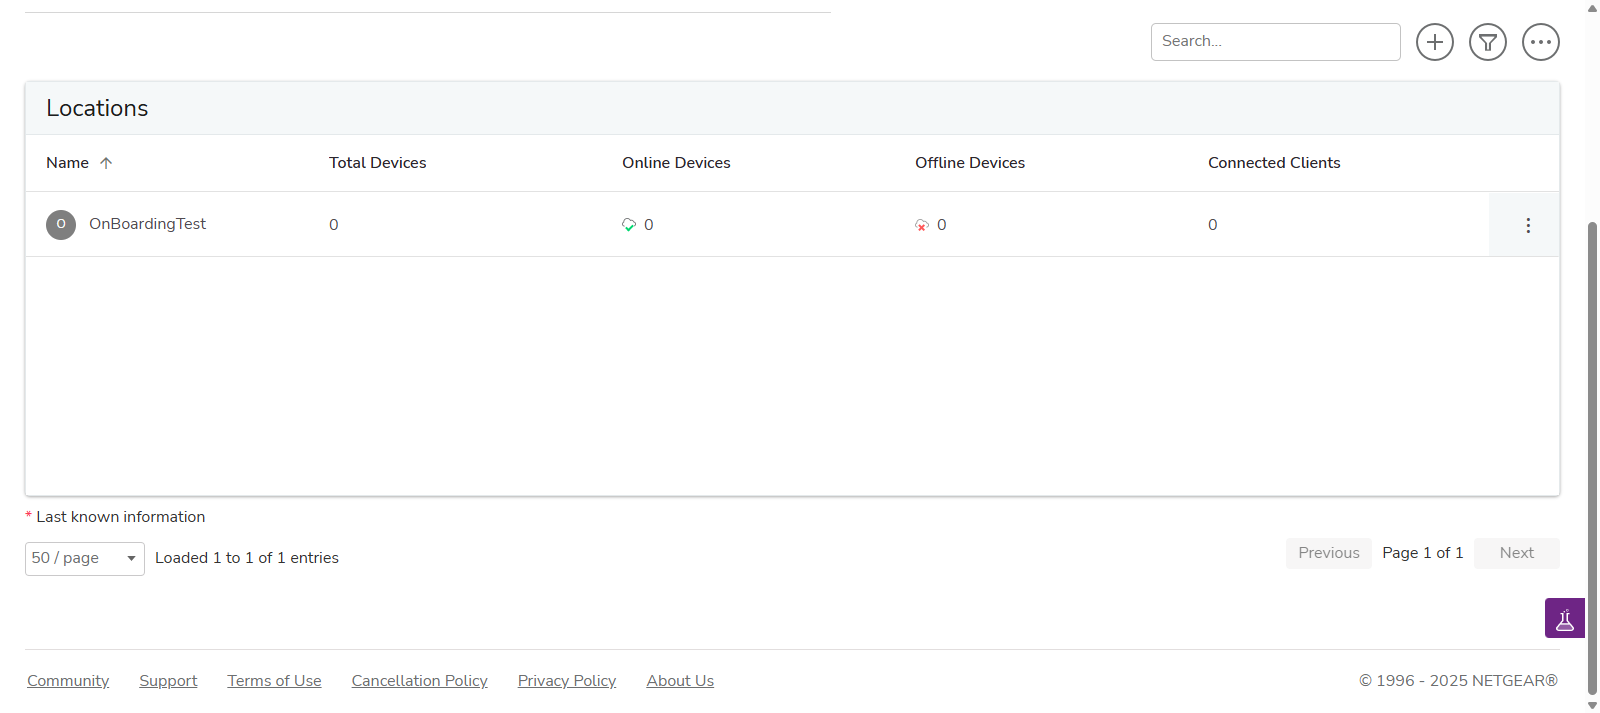 Search...
Locations
Name Total Devices Online Devices Offline Devices Connected Clients
O OnBoardingTest 0 0 0 0
* Last known information
50 / page Loaded 1 to 1 of 1 entries Previous Page 1 of 1 Next
Community Support Terms of Use Cancellation Policy Privacy Policy About Us © 1996 - 2025 NETGEAR®